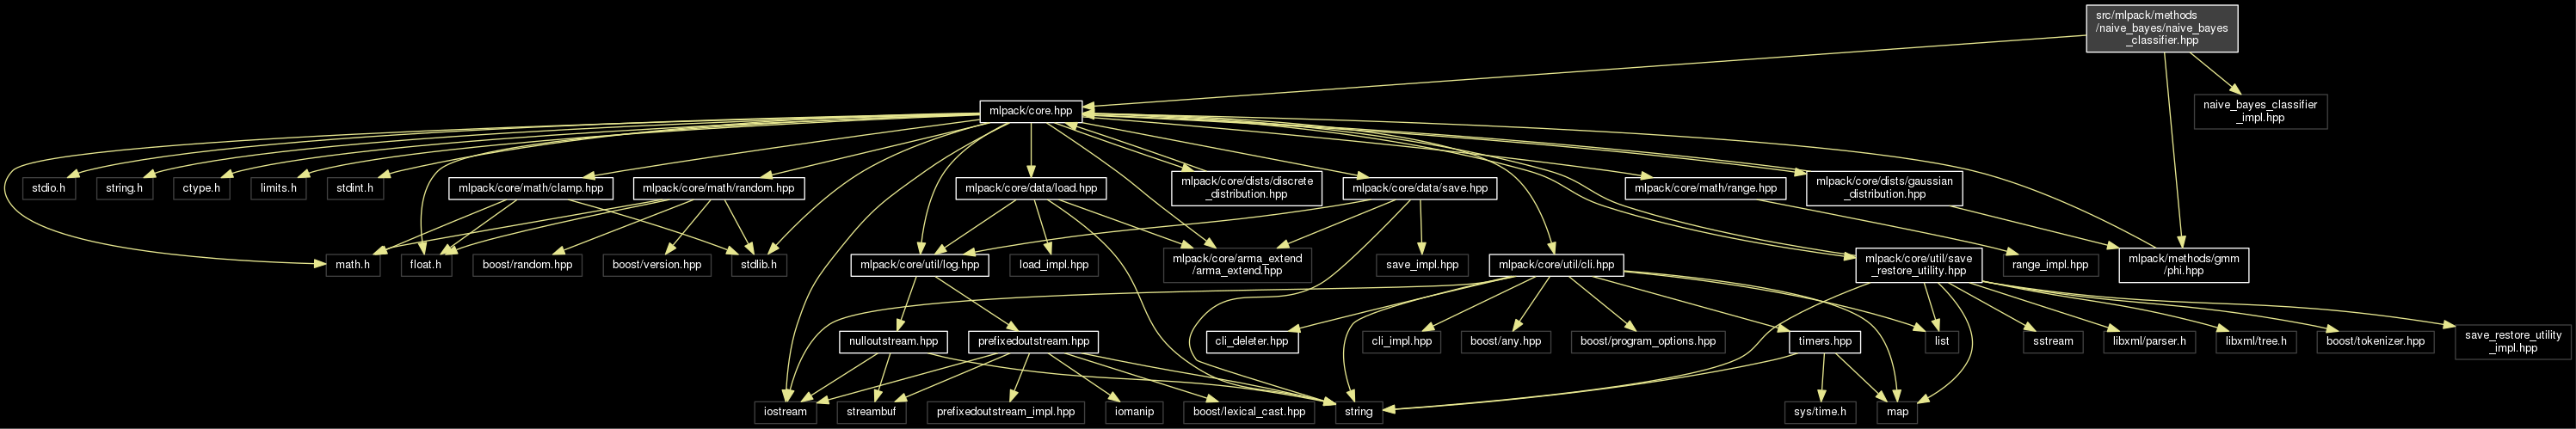 src/mlpack/methods
/naive_bayes/naive_bayes
_classifier.hpp
mlpack/core.hpp
naive_bayes_classifier
_impl.hpp
stdio.h
string.h
ctype.h
limits.h
stdint.h
mlpack/core/math/clamp.hpp
mlpack/core/math/random.hpp
mlpack/core/data/load.hpp
mlpack/core/dists/discrete
_distribution.hpp
mlpack/core/data/save.hpp
mlpack/core/math/range.hpp
mlpack/core/dists/gaussian
_distribution.hpp
math.h
float.h
boost/random.hpp
boost/version.hpp
stdlib.h
mlpack/core/util/log.hpp
load_impl.hpp
mlpack/core/arma_extend
/arma_extend.hpp
save_impl.hpp
mlpack/core/util/cli.hpp
mlpack/core/util/save
_restore_utility.hpp
range_impl.hpp
mlpack/methods/gmm
/phi.hpp
nulloutstream.hpp
prefixedoutstream.hpp
cli_deleter.hpp
cli_impl.hpp
boost/any.hpp
boost/program_options.hpp
timers.hpp
list
sstream
libxml/parser.h
libxml/tree.h
boost/tokenizer.hpp
save_restore_utility
_impl.hpp
iostream
streambuf
prefixedoutstream_impl.hpp
iomanip
boost/lexical_cast.hpp
string
sys/time.h
map